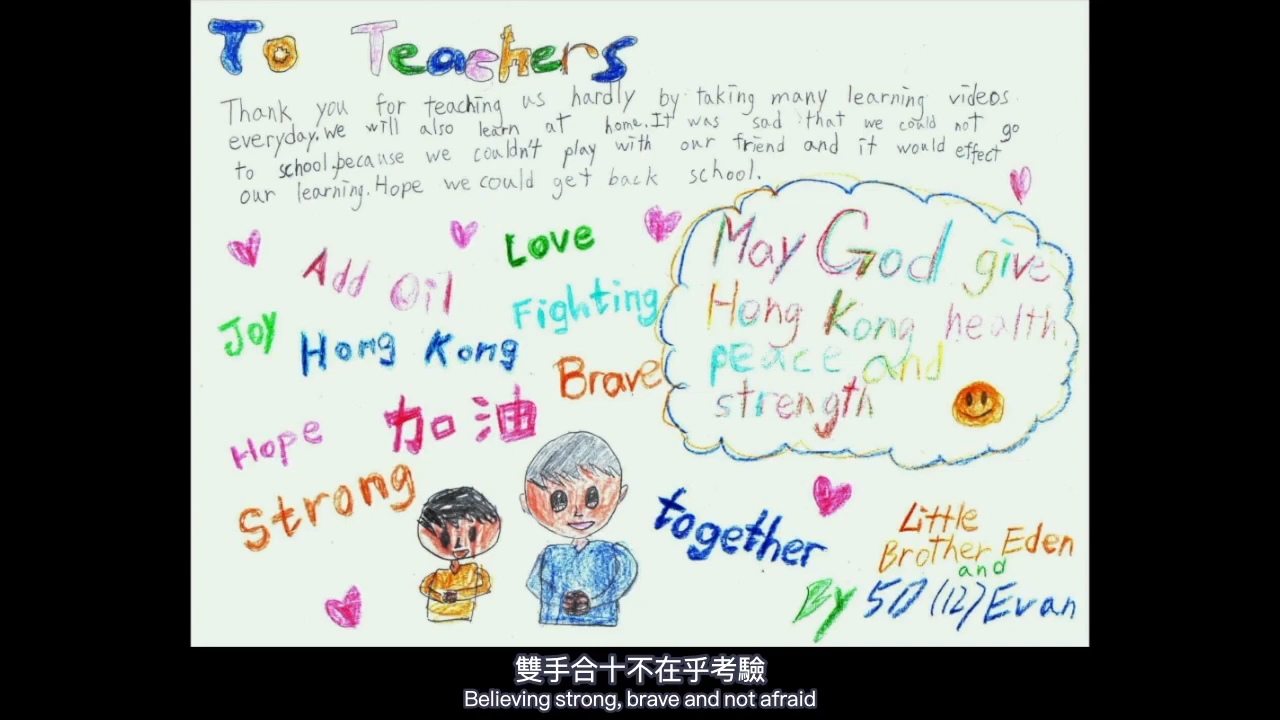 To Teachers
Thank you for teaching us hardly by taking many learning videos
everyday.We will also learn at home.It was sad that we could not go
to school.because we couldn't play with our friend and it would effect
our learning.Hope we could get back school.
May God give
Hong Kong health,
peace and
strength
Love
Add Oil
Fighting
Joy
Hong Kong
Brave
加油
Hope
Strong
together
Little
Brother Eden
and
By 5D (12) Evan
雙手合十不在乎考驗
Believing strong, brave and not afraid